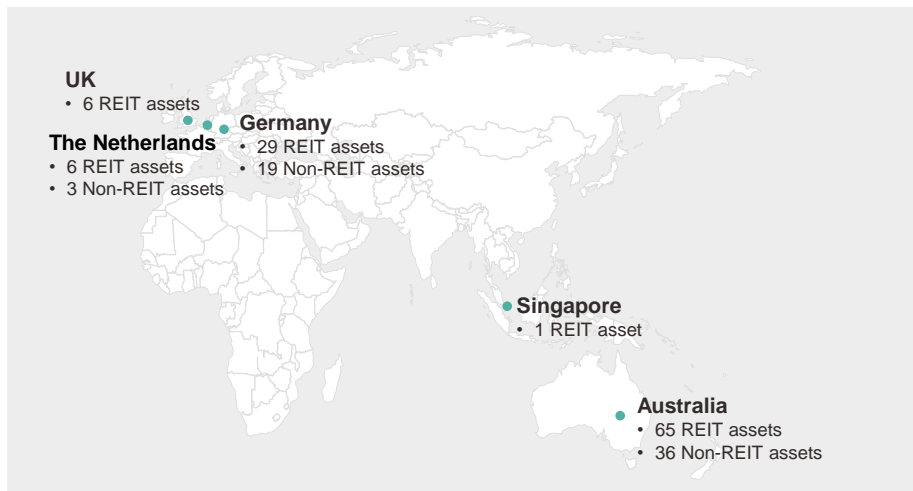 UK
• 6 REIT assets
The Netherlands
• 6 REIT assets
• 3 Non-REIT assets
Germany
• 29 REIT assets
• 19 Non-REIT assets
Singapore
• 1 REIT asset
Australia
• 65 REIT assets
• 36 Non-REIT assets